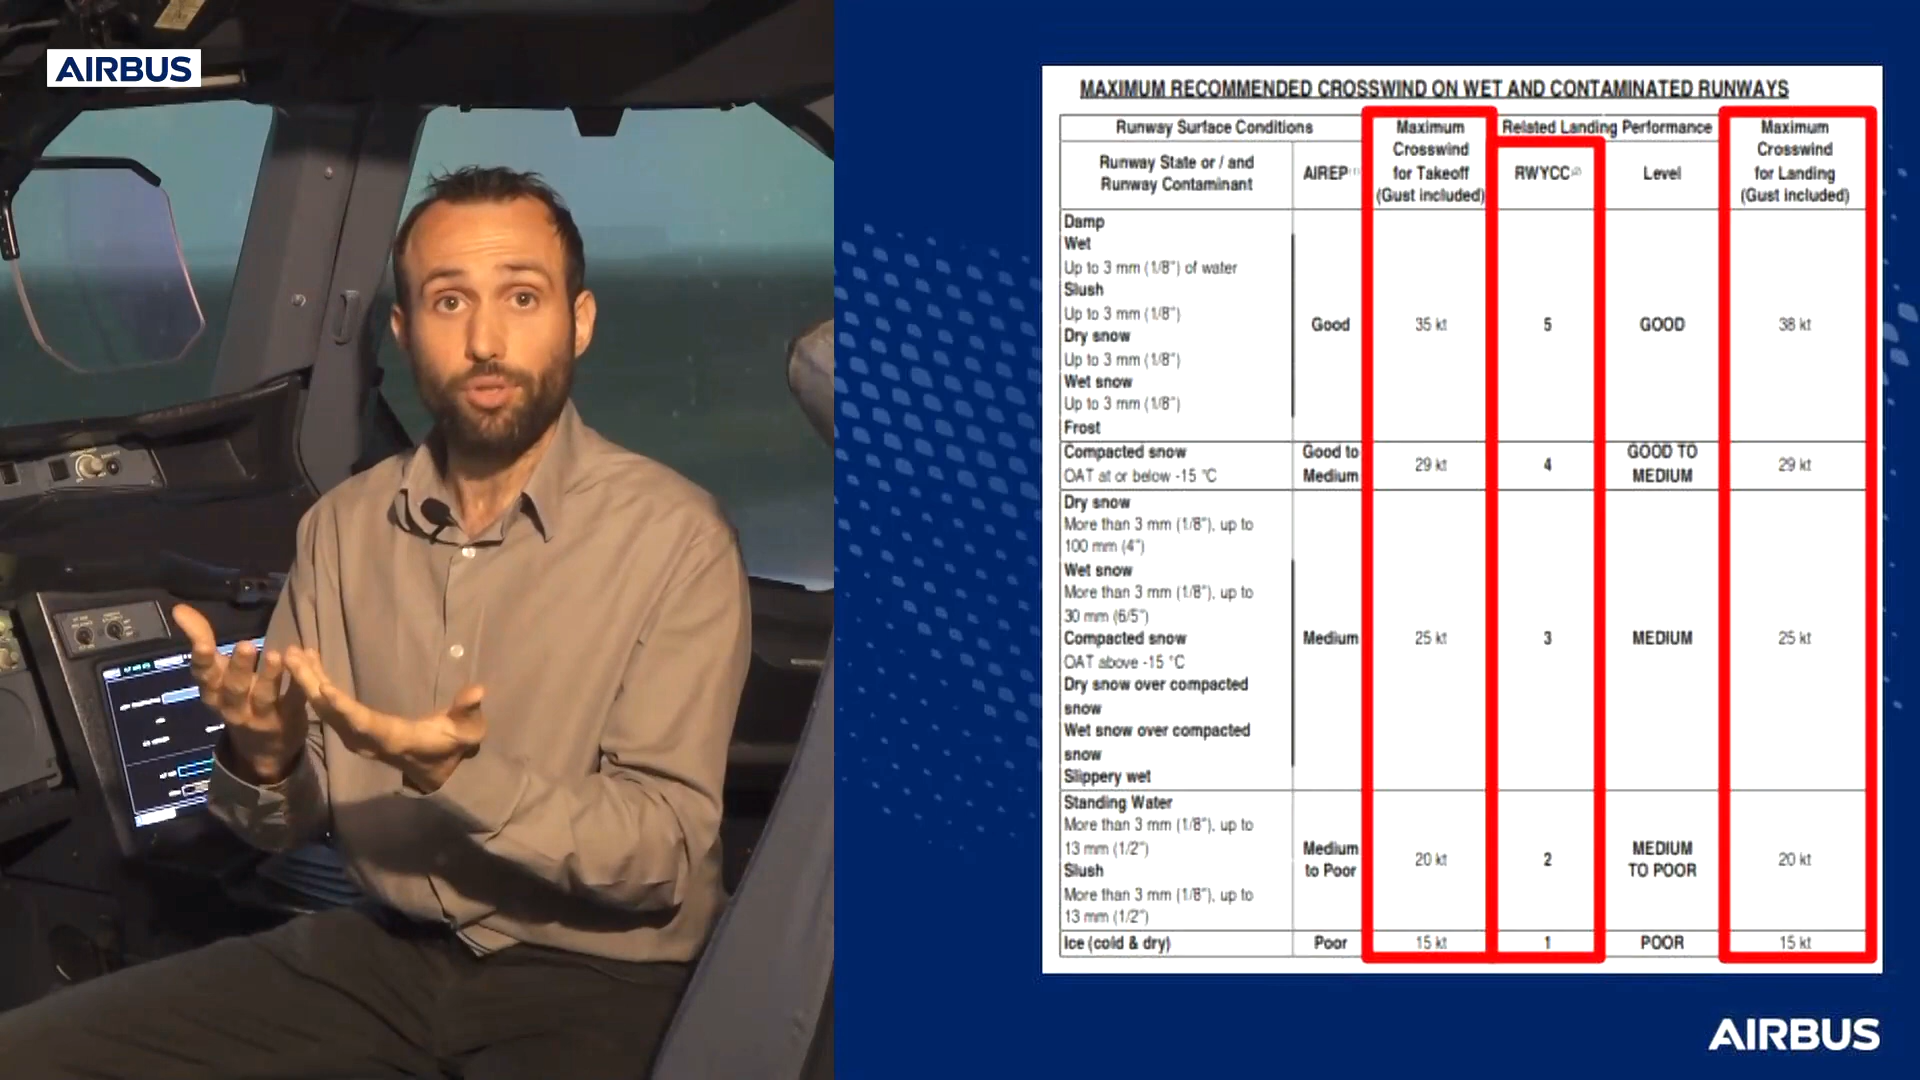 AIRBUS
MAXIMUM RECOMMENDED CROSSWIND ON WET AND CONTAMINATED RUNWAYS
Runway Surface Conditions
Maximum
Crosswind
for Takeoff
(Gust included)
Related Landing Performance
Maximum
Crosswind
for Landing
(Gust included)
Runway State or / and
Runway Contaminant
AIREP(1)
RWYCC(2)
Level
Damp
Wet
Up to 3 mm (1/8") of water
Slush
Up to 3 mm (1/8")
Dry snow
Up to 3 mm (1/8")
Wet snow
Up to 3 mm (1/8")
Frost
Good
35 kt
5
GOOD
38 kt
Compacted snow
OAT at or below -15 °C
Good to
Medium
29 kt
4
GOOD TO
MEDIUM
29 kt
Dry snow
More than 3 mm (1/8"), up to
100 mm (4")
Wet snow
More than 3 mm (1/8"), up to
30 mm (6/5")
Compacted snow
OAT above -15 °C
Dry snow over compacted
snow
Wet snow over compacted
snow
Slippery wet
Medium
25 kt
3
MEDIUM
25 kt
Standing Water
More than 3 mm (1/8"), up to
13 mm (1/2")
Slush
More than 3 mm (1/8"), up to
13 mm (1/2")
Medium
to Poor
20 kt
2
MEDIUM
TO POOR
20 kt
Ice (cold & dry)
Poor
15 kt
1
POOR
15 kt
AIRBUS